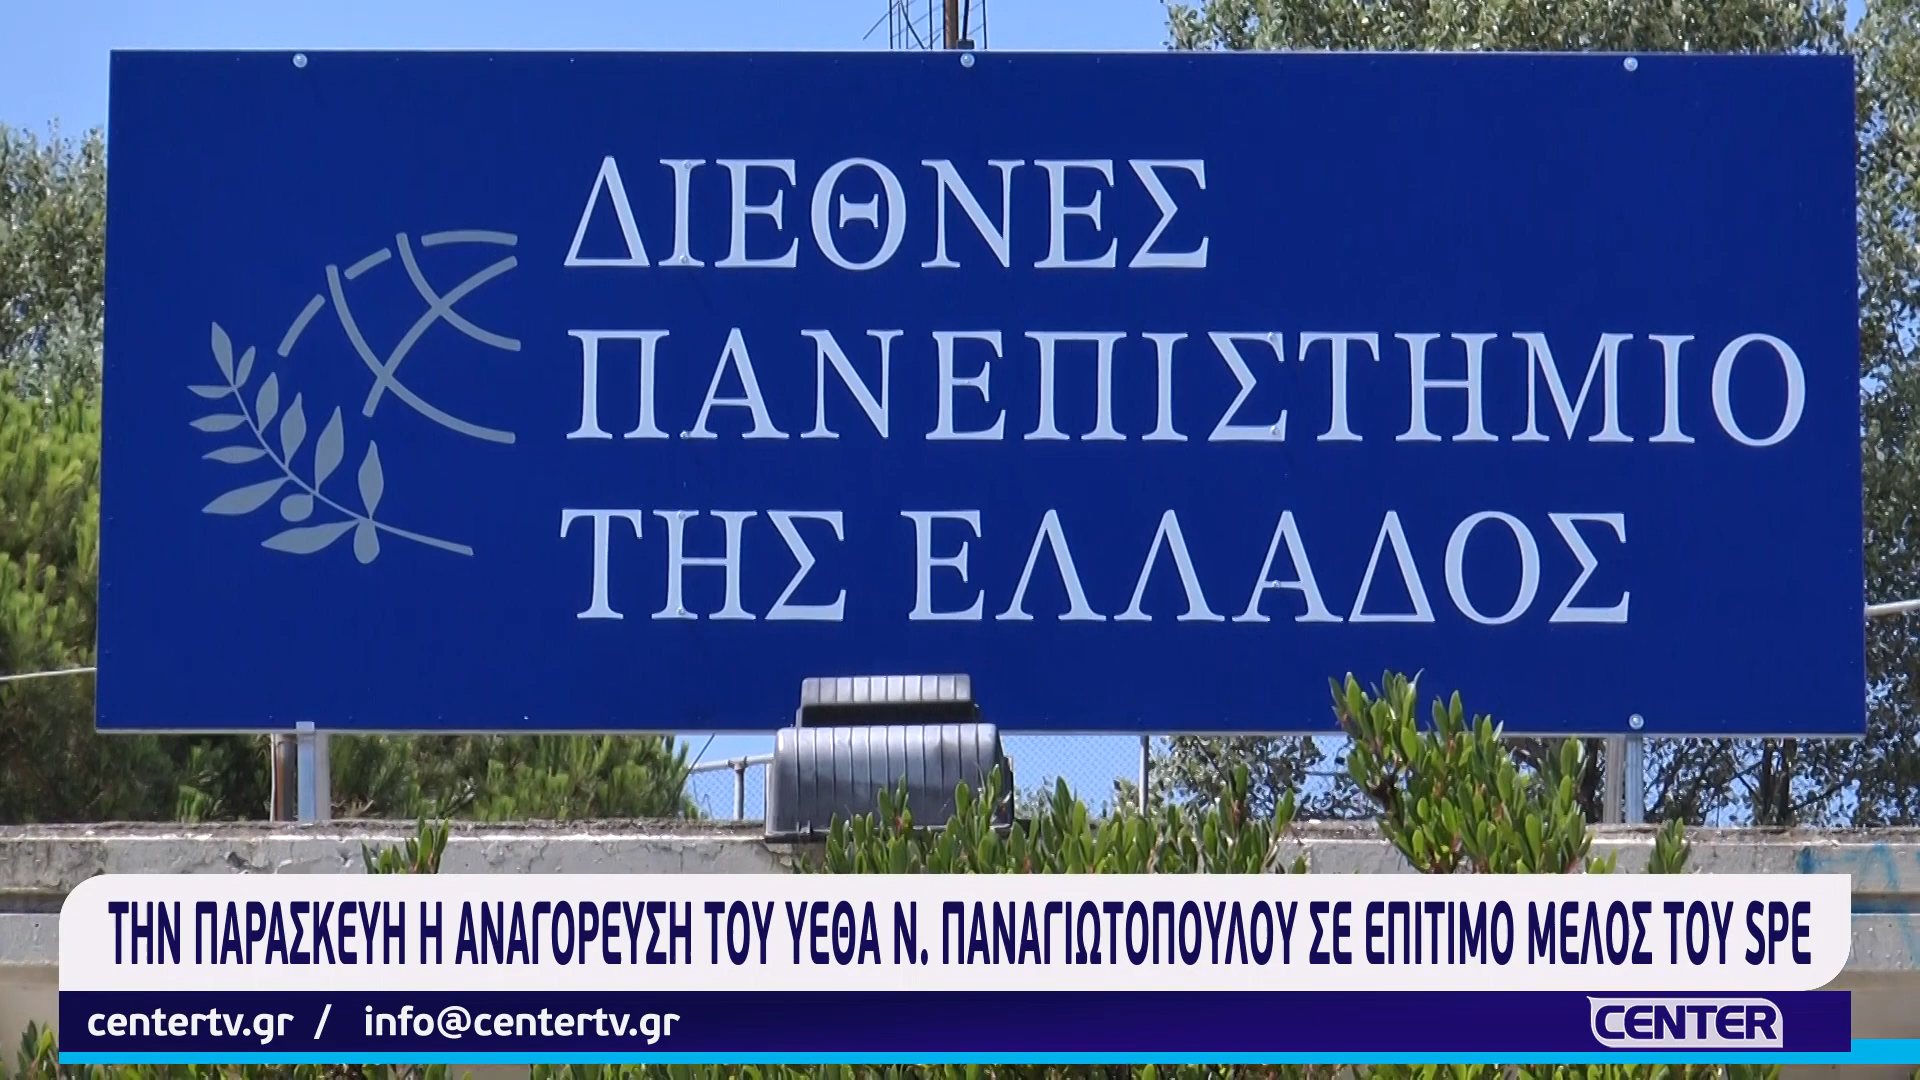 ΔΙΕΘΝΕΣ
ΠΑΝΕΠΙΣΤΗΜΙΟ
ΤΗΣ ΕΛΛΑΔΟΣ
ΤΗΝ ΠΑΡΑΣΚΕΥΗ Η ΑΝΑΓΟΡΕΥΣΗ ΤΟΥ ΥΕΘΑ Ν. ΠΑΝΑΓΙΩΤΟΠΟΥΛΟΥ ΣΕ ΕΠΙΤΙΜΟ ΜΕΛΟΣ ΤΟΥ SPE
centertv.gr / info@centertv.gr
CENTER